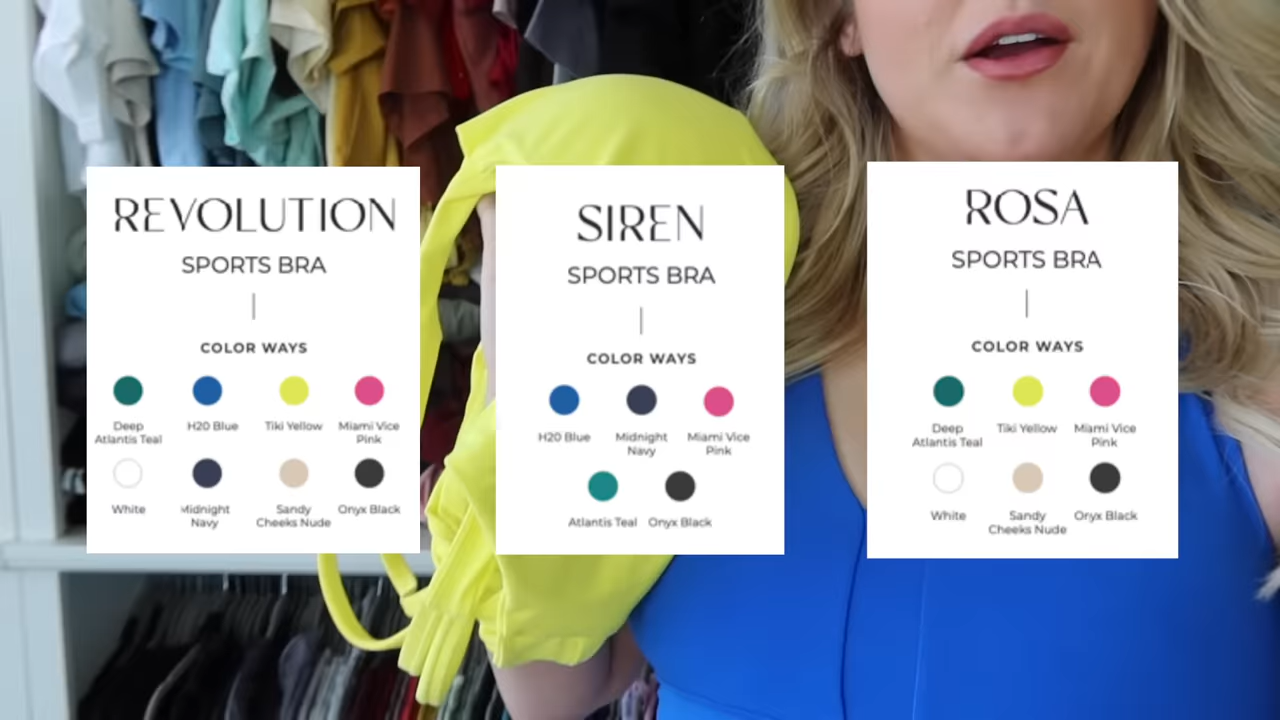 REVOLUTION
SPORTS BRA
COLOR WAYS
Deep Atlantis Teal
H20 Blue
Tiki Yellow
Miami Vice Pink
White
Midnight Navy
Sandy Cheeks Nude
Onyx Black
SIREN
SPORTS BRA
COLOR WAYS
H20 Blue
Midnight Navy
Miami Vice Pink
Atlantis Teal
Onyx Black
ROSA
SPORTS BRA
COLOR WAYS
Deep Atlantis Teal
Tiki Yellow
Miami Vice Pink
White
Sandy Cheeks Nude
Onyx Black